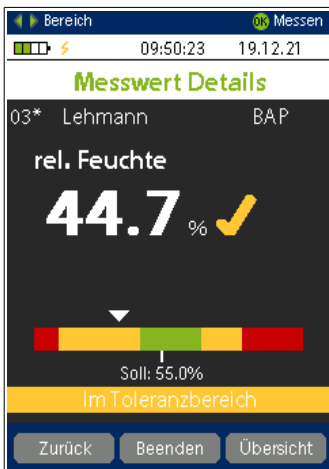 Bereich OK Messen
09:50:23 19.12.21
Messwert Details
03* Lehmann BAP
rel. Feuchte
44.7 %
Soll: 55.0%
Im Toleranzbereich
Zurück Beenden Übersicht